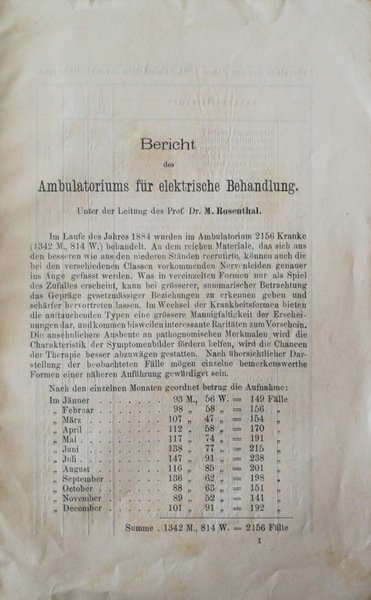 Bericht
des
Ambulatoriums für elektrische Behandlung.
Unter der Leitung des Prof. Dr. M. Rosenthal.
Im Laufe des Jahres 1884 wurden im Ambulatorium 2156 Kranke
(1342 M., 814 W.) behandelt. An dem reichen Materiale, das sich aus
den besseren wie aus den niederen Ständen recrutirte, können auch die
bei den verschiedenen Classen vorkommenden Nervenleiden genauer
ins Auge gefasst werden. Was in vereinzelten Formen nur als Spiel
des Zufalles erscheint, kann bei grösserer, summarischer Betrachtung
das Gepräge gesetzmässiger Beziehungen zu erkennen geben und
schärfer hervortreten lassen. Im Wechsel der Krankheitsformen bieten
die auftauchenden Typen eine grössere Mannigfaltigkeit der Erschei-
nungen dar, und kommen bisweilen interessante Raritäten zum Vorschein.
Die ansehnlichere Ausbeute an pathognomischen Merkmalen wird die
Charakteristik der Symptomenbilder fördern helfen, wird die Chancen
der Therapie besser abzuwägen gestatten. Nach übersichtlicher Dar-
stellung der beobachteten Fälle mögen einzelne bemerkenswerthe
Formen einer näheren Anführung gewürdigt sein.
Nach den einzelnen Monaten geordnet betrug die Aufnahme:
Im Jänner . . . . . . . . 93 M., 56 W. = 149 Fälle
„ Februar . . . . . . . . 98 „ 58 „ = 156 „
„ März . . . . . . . . 107 „ 47 „ = 154 „
„ April . . . . . . . . 112 „ 58 „ = 170 „
„ Mai . . . . . . . . 117 „ 74 „ = 191 „
„ Juni . . . . . . . . 138 „ 77 „ = 215 „
„ Juli . . . . . . . . 147 „ 91 „ = 238 „
„ August . . . . . . . . 116 „ 85 „ = 201 „
„ September . . . . . . . . 136 „ 62 „ = 198 „
„ October . . . . . . . . 88 „ 63 „ = 151 „
„ November . . . . . . . . 89 „ 52 „ = 141 „
„ December . . . . . . . . 101 „ 91 „ = 192 „
Summe . 1342 M., 814 W. = 2156 Fälle
1